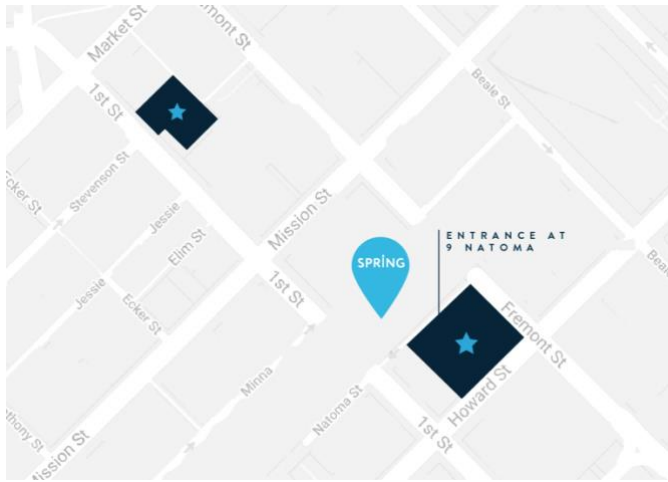 Market St
Fremont St
1st St
Beale St
Stevenson St
Ecker St
Jessie
Elim St
Mission St
SPRING
ENTRANCE AT
9 NATOMA
Jessie
Ecker St
1st St
Fremont St
Minna
Howard St
Natoma St
1st St
Mission St